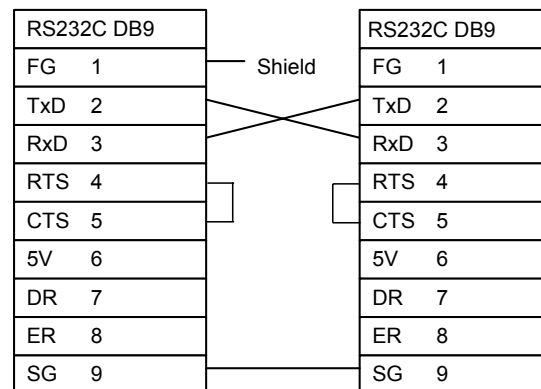 RS232C DB9 RS232C DB9
FG 1 Shield FG 1
TxD 2 TxD 2
RxD 3 RxD 3
RTS 4 RTS 4
CTS 5 CTS 5
5V 6 5V 6
DR 7 DR 7
ER 8 ER 8
SG 9 SG 9